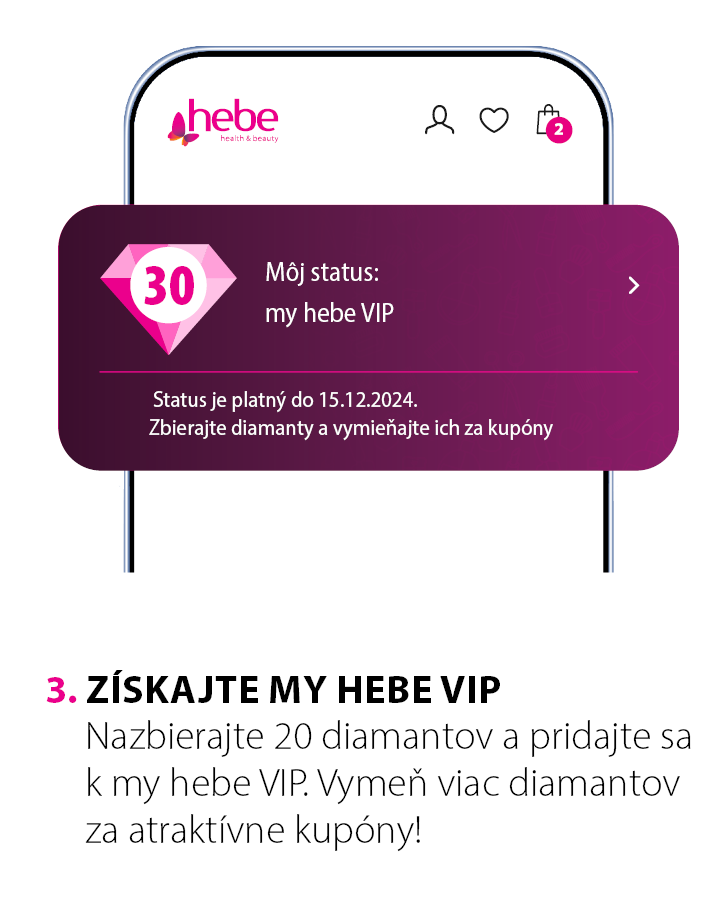 hebe
health & beauty
2
30
Môj status:
my hebe VIP
Status je platný do 15.12.2024.
Zbierajte diamanty a vymieňajte ich za kupóny
3. ZÍSKAJTE MY HEBE VIP
Nazbierajte 20 diamantov a pridajte sa
k my hebe VIP. Vymeň viac diamantov
za atraktívne kupóny!